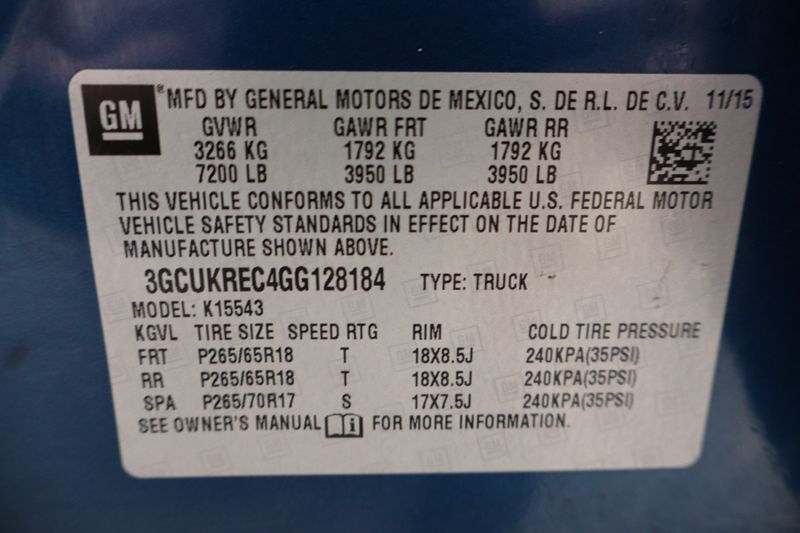 GM
® MFD BY GENERAL MOTORS DE MEXICO, S. DE R.L. DE C.V. 11/15
GVWR GAWR FRT GAWR RR
3266 KG 1792 KG 1792 KG
7200 LB 3950 LB 3950 LB
THIS VEHICLE CONFORMS TO ALL APPLICABLE U.S. FEDERAL MOTOR
VEHICLE SAFETY STANDARDS IN EFFECT ON THE DATE OF
MANUFACTURE SHOWN ABOVE.
3GCUKREC4GG128184 TYPE: TRUCK
MODEL: K15543
KGVL TIRE SIZE SPEED RTG RIM COLD TIRE PRESSURE
FRT P265/65R18 T 18X8.5J 240KPA(35PSI)
RR P265/65R18 T 18X8.5J 240KPA(35PSI)
SPA P265/70R17 S 17X7.5J 240KPA(35PSI)
SEE OWNER'S MANUAL FOR MORE INFORMATION.